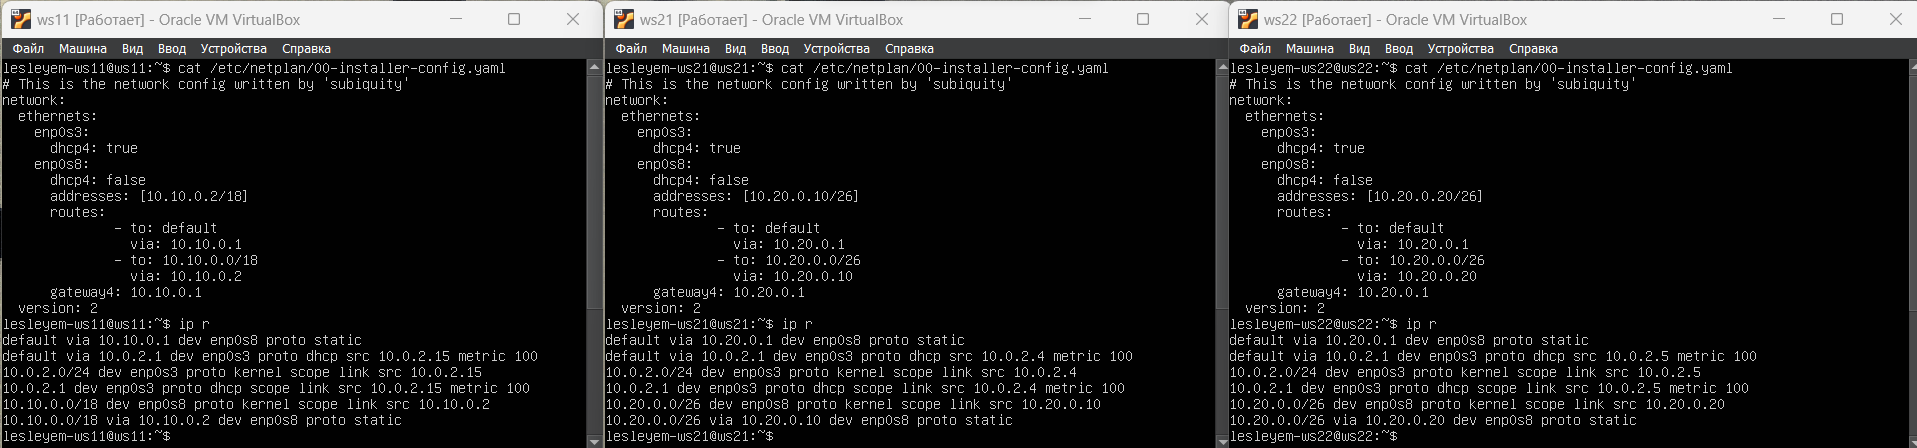 ws11 [Работает] - Oracle VM VirtualBox
Файл Машина Вид Ввод Устройства Справка
lesleyem-ws11@ws11:~$ cat /etc/netplan/00-installer-config.yaml
# This is the network config written by 'subiquity'
network:
  ethernets:
    enp0s3:
      dhcp4: true
    enp0s8:
      dhcp4: false
      addresses: [10.10.0.2/18]
      routes:
              - to: default
                via: 10.10.0.1
              - to: 10.10.0.0/18
                via: 10.10.0.2
      gateway4: 10.10.0.1
  version: 2
lesleyem-ws11@ws11:~$ ip r
default via 10.10.0.1 dev enp0s8 proto static
default via 10.0.2.1 dev enp0s3 proto dhcp src 10.0.2.15 metric 100
10.0.2.0/24 dev enp0s3 proto kernel scope link src 10.0.2.15
10.0.2.1 dev enp0s3 proto dhcp scope link src 10.0.2.15 metric 100
10.10.0.0/18 dev enp0s8 proto kernel scope link src 10.10.0.2
10.10.0.0/18 via 10.10.0.2 dev enp0s8 proto static
lesleyem-ws11@ws11:~$
ws21 [Работает] - Oracle VM VirtualBox
Файл Машина Вид Ввод Устройства Справка
lesleyem-ws21@ws21:~$ cat /etc/netplan/00-installer-config.yaml
# This is the network config written by 'subiquity'
network:
  ethernets:
    enp0s3:
      dhcp4: true
    enp0s8:
      dhcp4: false
      addresses: [10.20.0.10/26]
      routes:
              - to: default
                via: 10.20.0.1
              - to: 10.20.0.0/26
                via: 10.20.0.10
      gateway4: 10.20.0.1
  version: 2
lesleyem-ws21@ws21:~$ ip r
default via 10.20.0.1 dev enp0s8 proto static
default via 10.0.2.1 dev enp0s3 proto dhcp src 10.0.2.4 metric 100
10.0.2.0/24 dev enp0s3 proto kernel scope link src 10.0.2.4
10.0.2.1 dev enp0s3 proto dhcp scope link src 10.0.2.4 metric 100
10.20.0.0/26 dev enp0s8 proto kernel scope link src 10.20.0.10
10.20.0.0/26 via 10.20.0.10 dev enp0s8 proto static
lesleyem-ws21@ws21:~$
ws22 [Работает] - Oracle VM VirtualBox
Файл Машина Вид Ввод Устройства Справка
lesleyem-ws22@ws22:~$ cat /etc/netplan/00-installer-config.yaml
# This is the network config written by 'subiquity'
network:
  ethernets:
    enp0s3:
      dhcp4: true
    enp0s8:
      dhcp4: false
      addresses: [10.20.0.20/26]
      routes:
              - to: default
                via: 10.20.0.1
              - to: 10.20.0.0/26
                via: 10.20.0.20
      gateway4: 10.20.0.1
  version: 2
lesleyem-ws22@ws22:~$ ip r
default via 10.20.0.1 dev enp0s8 proto static
default via 10.0.2.1 dev enp0s3 proto dhcp src 10.0.2.5 metric 100
10.0.2.0/24 dev enp0s3 proto kernel scope link src 10.0.2.5
10.0.2.1 dev enp0s3 proto dhcp scope link src 10.0.2.5 metric 100
10.20.0.0/26 dev enp0s8 proto kernel scope link src 10.20.0.20
10.20.0.0/26 via 10.20.0.20 dev enp0s8 proto static
lesleyem-ws22@ws22:~$